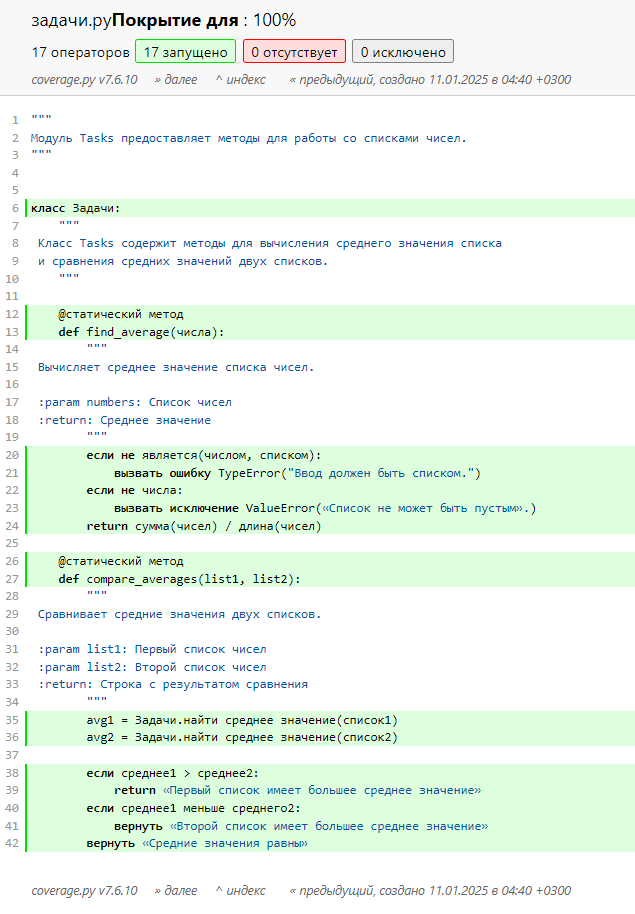 задачи.pyПокрытие для : 100%
17 операторов 17 запущено 0 отсутствует 0 исключено
coverage.py v7.6.10 » далее ^ индекс « предыдущий, создано 11.01.2025 в 04:40 +0300
1 """
2 Модуль Tasks предоставляет методы для работы со списками чисел.
3 """
4
5
6 класс Задачи:
7 """
8 Класс Tasks содержит методы для вычисления среднего значения списка
9 и сравнения средних значений двух списков.
10 """
11
12 @статический метод
13 def find_average(числа):
14 """
15 Вычисляет среднее значение списка чисел.
16
17 :param numbers: Список чисел
18 :return: Среднее значение
19 """
20 если не является(числом, списком):
21 вызвать ошибку TypeError("Ввод должен быть списком.")
22 если не числа:
23 вызвать исключение ValueError(«Список не может быть пустым».)
24 return сумма(чисел) / длина(чисел)
25
26 @статический метод
27 def compare_averages(list1, list2):
28 """
29 Сравнивает средние значения двух списков.
30
31 :param list1: Первый список чисел
32 :param list2: Второй список чисел
33 :return: Строка с результатом сравнения
34 """
35 avg1 = Задачи.найти среднее значение(список1)
36 avg2 = Задачи.найти среднее значение(список2)
37
38 если среднее1 > среднее2:
39 return «Первый список имеет большее среднее значение»
40 если среднее1 меньше среднего2:
41 вернуть «Второй список имеет большее среднее значение»
42 вернуть «Средние значения равны»
coverage.py v7.6.10 » далее ^ индекс « предыдущий, создано 11.01.2025 в 04:40 +0300